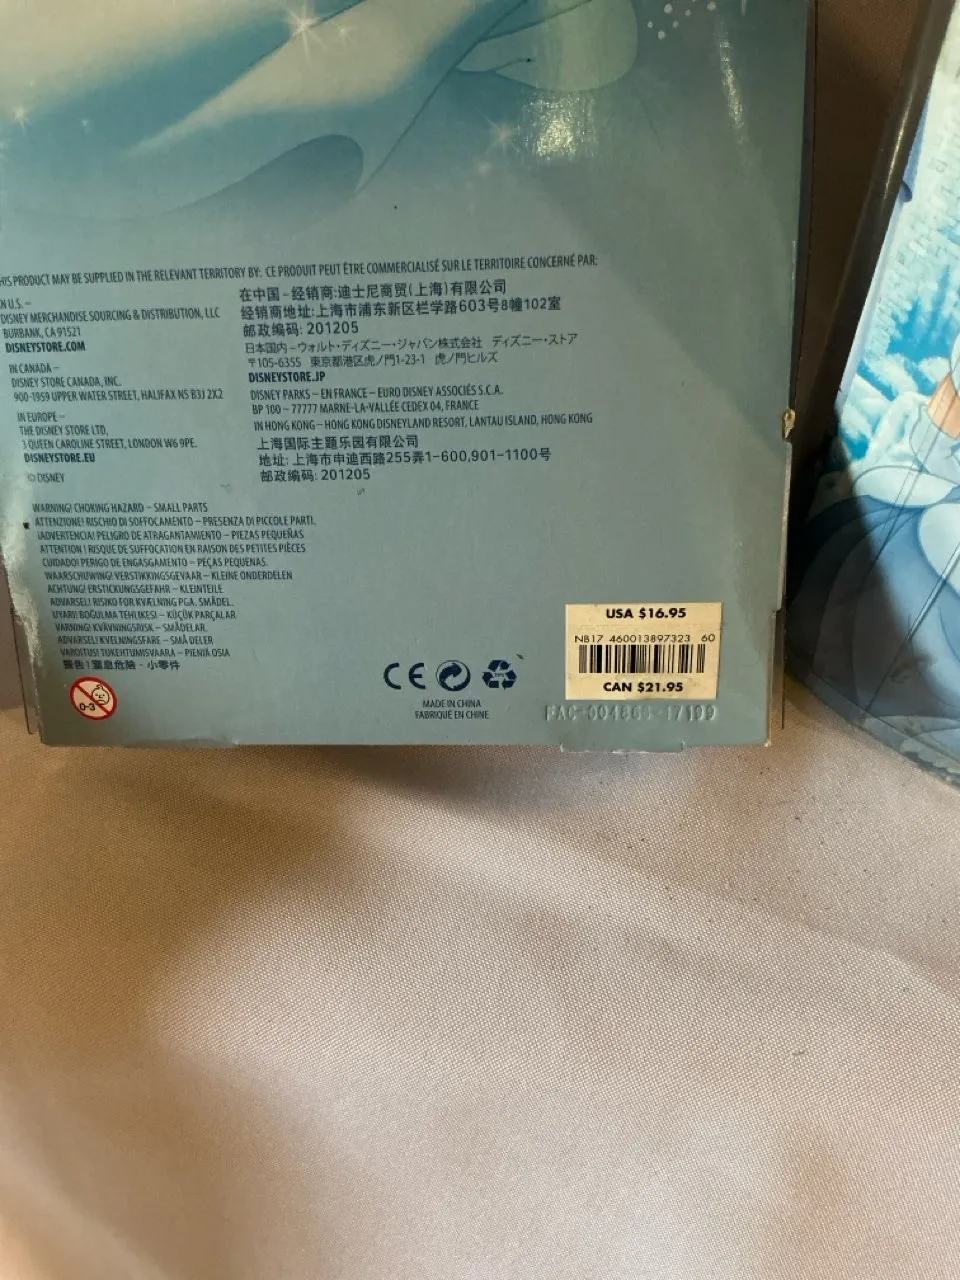 HIS PRODUCT MAY BE SUPPLIED IN THE RELEVANT TERRITORY BY: CE PRODUIT PEUT ÊTRE COMMERCIALISÉ SUR LE TERRITOIRE CONCERNÉ PAR:
N U.S. –
DISNEY MERCHANDISE SOURCING & DISTRIBUTION, LLC
BURBANK, CA 91521
DISNEYSTORE.COM
IN CANADA –
DISNEY STORE CANADA, INC.
900-1959 UPPER WATER STREET, HALIFAX NS B3J 2X2
IN EUROPE –
THE DISNEY STORE LTD,
3 QUEEN CAROLINE STREET, LONDON W6 9PE.
DISNEYSTORE.EU
© DISNEY
在中国-经销商:迪士尼商贸(上海)有限公司
经销商地址:上海市浦东新区栏学路603号8幢102室
邮政编码: 201205
日本国内-ウォルト・ディズニー・ジャパン株式会社 ディズニー・ストア
〒105-6355 東京都港区虎ノ門1-23-1 虎ノ門ヒルズ
DISNEYSTORE.JP
DISNEY PARKS – EN FRANCE – EURO DISNEY ASSOCIÉS S.C.A.
BP 100 – 77777 MARNE-LA-VALLÉE CEDEX 04, FRANCE
IN HONG KONG – HONG KONG DISNEYLAND RESORT, LANTAU ISLAND, HONG KONG
上海国际主题乐园有限公司
地址: 上海市申迪西路255弄1-600,901-1100号
邮政编码: 201205
WARNING! CHOKING HAZARD – SMALL PARTS
ATTENZIONE! RISCHIO DI SOFFOCAMENTO – PRESENZA DI PICCOLE PARTI.
¡ADVERTENCIA! PELIGRO DE ATRAGANTAMIENTO – PIEZAS PEQUEÑAS
ATTENTION ! RISQUE DE SUFFOCATION EN RAISON DES PETITES PIÈCES
CUIDADO! PERIGO DE ENGASGAMENTO – PEÇAS PEQUENAS.
WAARSCHUWING! VERSTIKKINGSGEVAAR – KLEINE ONDERDELEN
ACHTUNG! ERSTICKUNGSGEFAHR – KLEINTEILE
ADVARSEL! RISIKO FOR KVÆLNING PGA. SMÅDEL.
UYARI! BOĞULMA TEHLİKESİ – KÜÇÜK PARÇALAR
VARNING! KVÄVNINGSRISK – SMÅDELAR.
ADVARSEL! KVELNINGSFARE – SMÅ DELER
VAROITUS! TUKEHTUMISVAARA – PIENIÄ OSIA
警告!窒息危險 - 小零件
0-3
CE
MADE IN CHINA
FABRIQUÉ EN CHINE
USA $16.95
NB17 460013897323 60
CAN $21.95